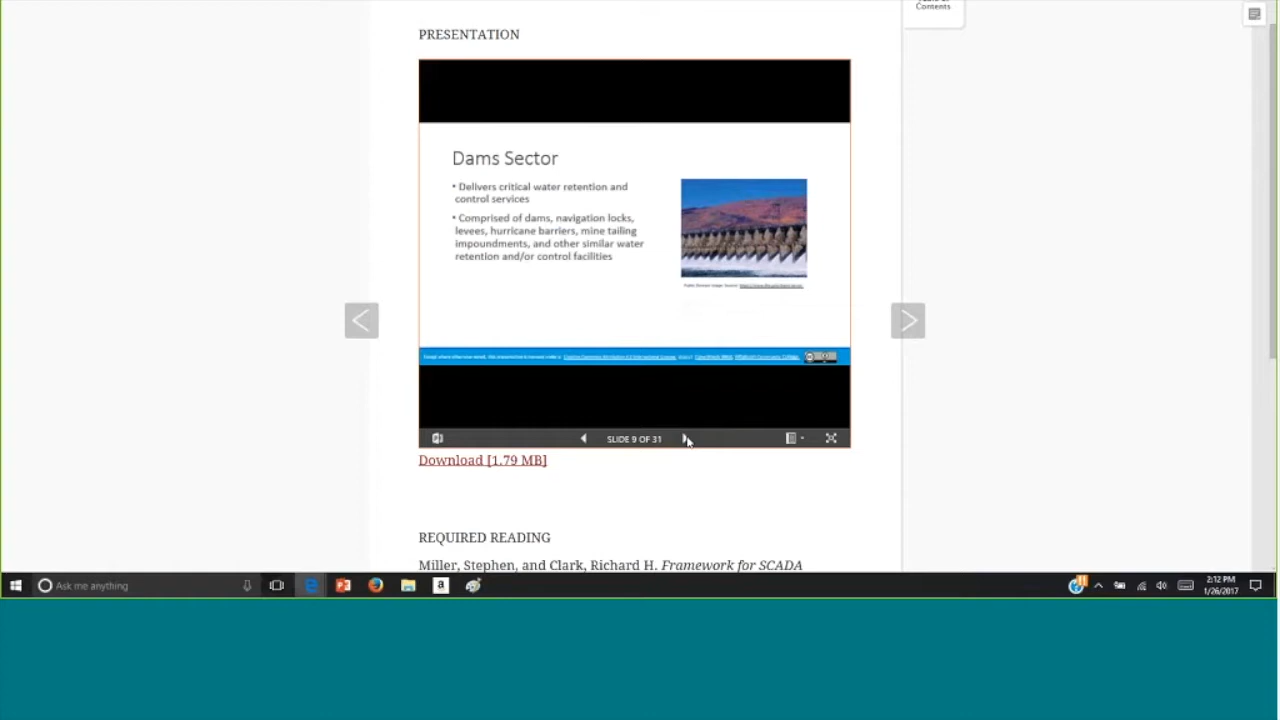 Contents
PRESENTATION
Dams Sector
• Delivers critical water retention and
control services
• Comprised of dams, navigation locks,
levees, hurricane barriers, mine tailing
impoundments, and other similar water
retention and/or control facilities
SLIDE 9 OF 31
Download [1.79 MB]
REQUIRED READING
Miller, Stephen, and Clark, Richard H. Framework for SCADA
Ask me anything
2:12 PM
1/26/2017